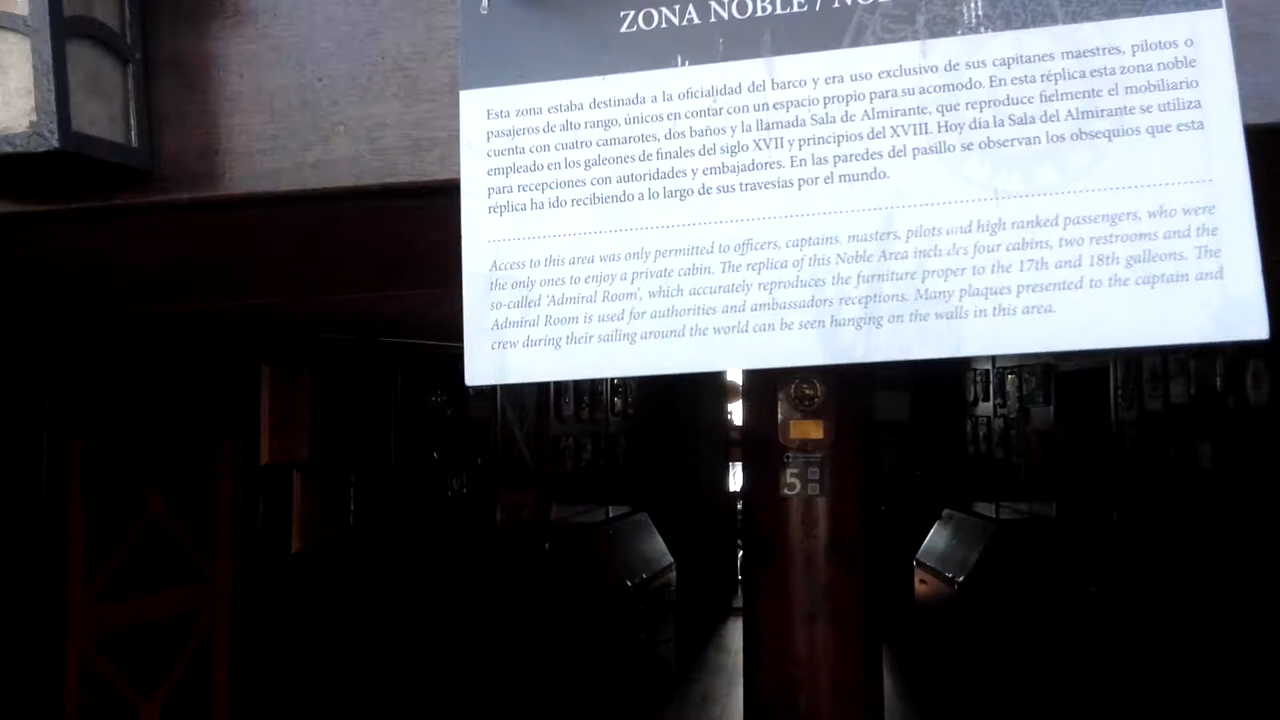 ZONA NOBLE /
Esta zona estaba destinada a la oficialidad del barco y era uso exclusivo de sus capitanes maestres, pilotos o
pasajeros de alto rango, únicos en contar con un espacio propio para su acomodo. En esta réplica esta zona noble
cuenta con cuatro camarotes, dos baños y la llamada Sala de Almirante, que reproduce fielmente el mobiliario
empleado en los galeones de finales del siglo XVII y principios del XVIII. Hoy día la Sala del Almirante se utiliza
para recepciones con autoridades y embajadores. En las paredes del pasillo se observan los obsequios que esta
réplica ha ido recibiendo a lo largo de sus travesías por el mundo.
Access to this area was only permitted to officers, captains, masters, pilots and high ranked passengers, who were
the only ones to enjoy a private cabin. The replica of this Noble Area includes four cabins, two restrooms and the
so-called 'Admiral Room', which accurately reproduces the furniture proper to the 17th and 18th galleons. The
Admiral Room is used for authorities and ambassadors receptions. Many plaques presented to the captain and
crew during their sailing around the world can be seen hanging on the walls in this area.
5